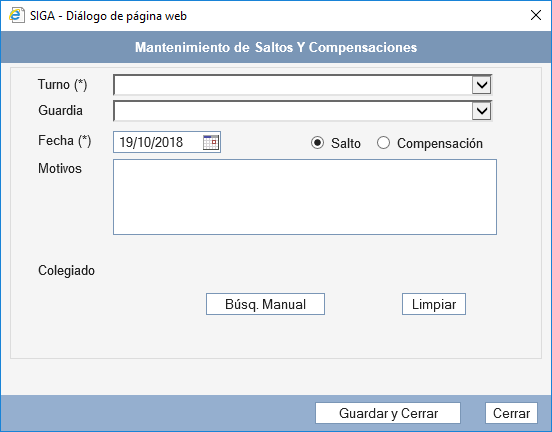 SIGA - Diálogo de página web
Mantenimiento de Saltos Y Compensaciones
Turno (*)
Guardia
Fecha (*) 19/10/2018 Salto Compensación
Motivos
Colegiado
Búsq. Manual Limpiar
Guardar y Cerrar Cerrar